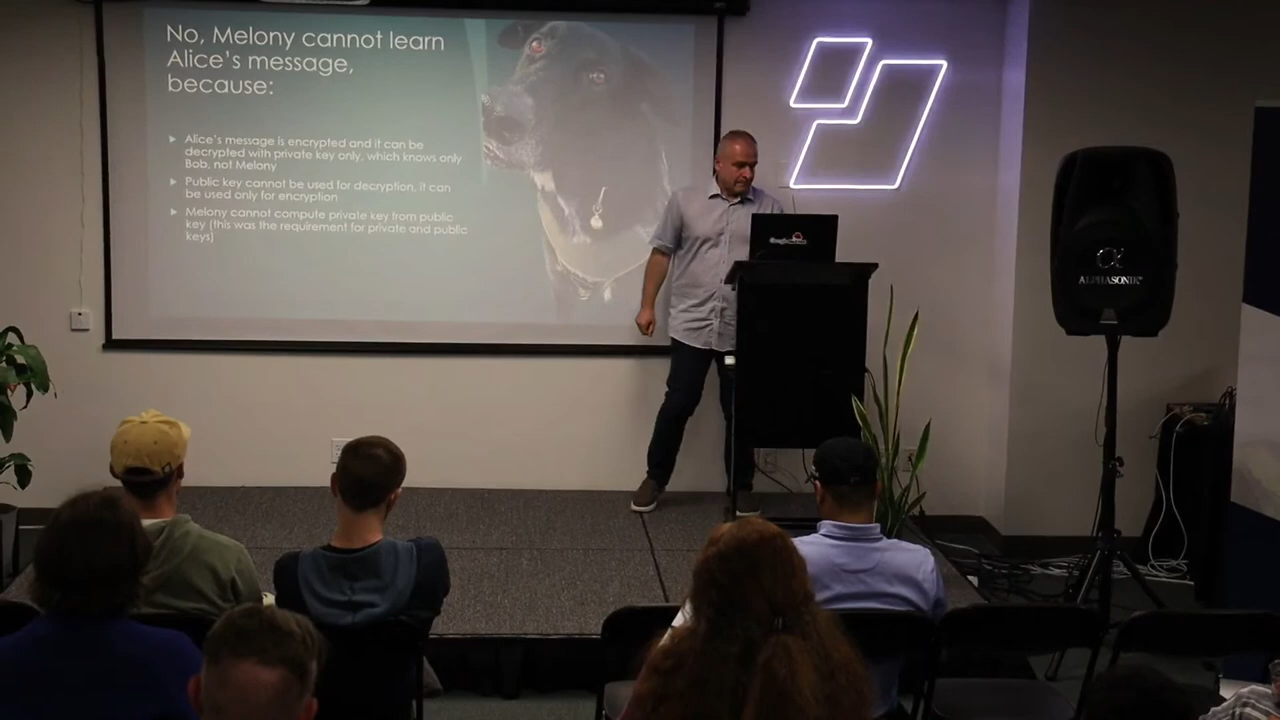 No, Melony cannot learn
Alice's message,
because:
Alice's message is encrypted and it can be
decrypted with private key only, which knows only
Bob, not Melony
Public key cannot be used for decryption, it can
be used only for encryption
Melony cannot compute private key from public
key (this was the requirement for private and public
keys)
ALPHASONIK